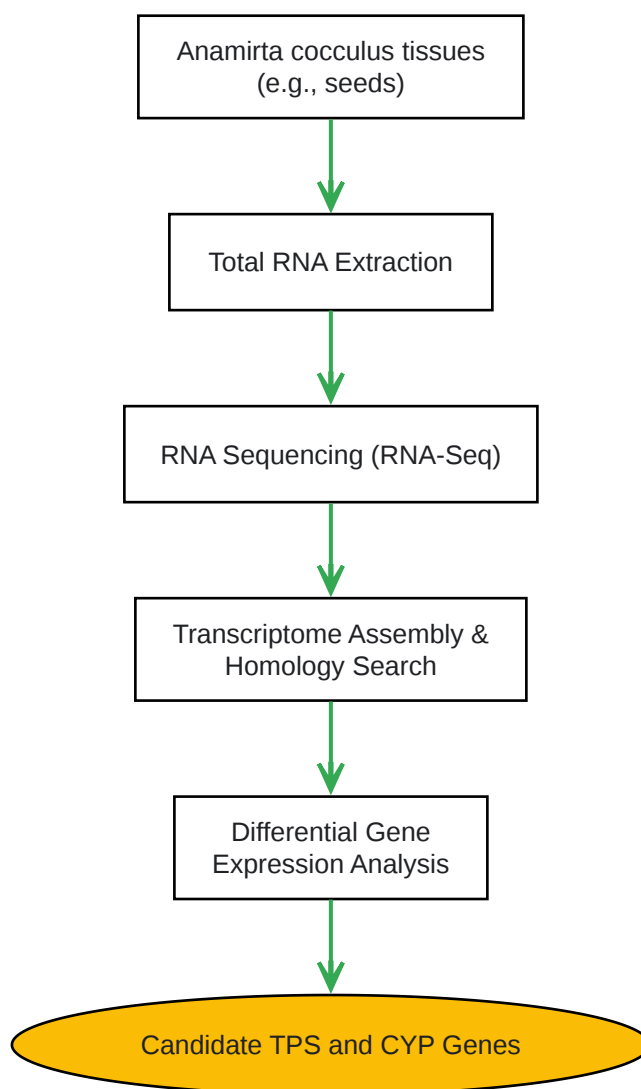 Anamirta cocculus tissues
(e.g., seeds)
Total RNA Extraction
RNA Sequencing (RNA-Seq)
Transcriptome Assembly &
Homology Search
Differential Gene
Expression Analysis
Candidate TPS and CYP Genes